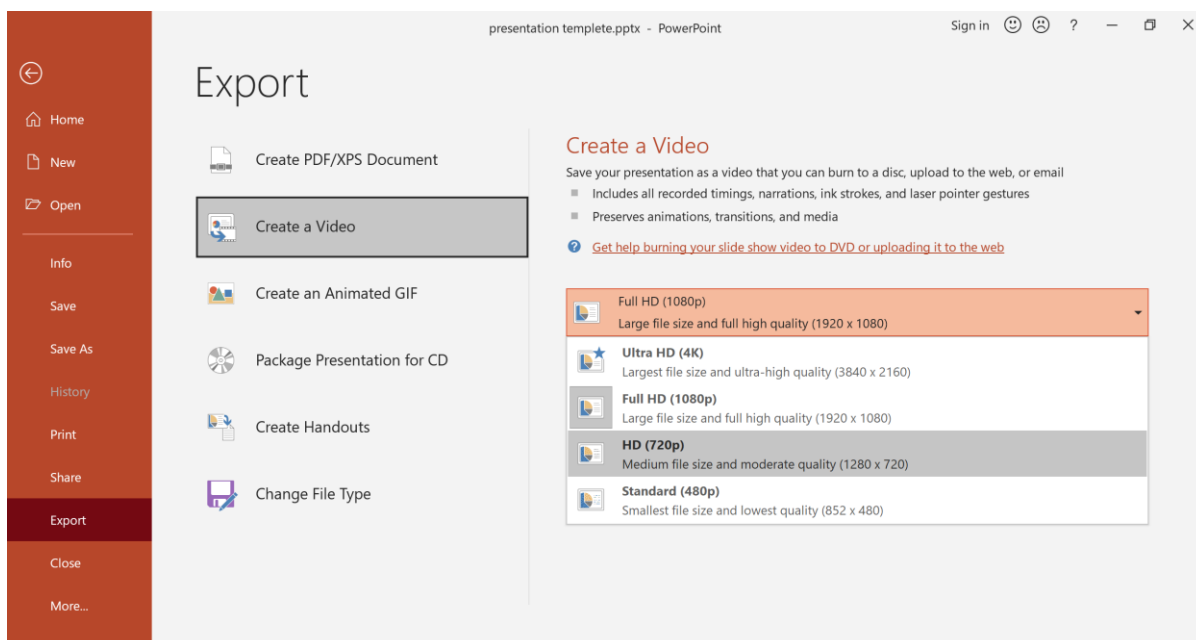 presentation templete.pptx - PowerPoint
Sign in
?
Export
Home
New
Open
Info
Save
Save As
History
Print
Share
Export
Close
More...
Create PDF/XPS Document
Create a Video
Create an Animated GIF
Package Presentation for CD
Create Handouts
Change File Type
Create a Video
Save your presentation as a video that you can burn to a disc, upload to the web, or email
Includes all recorded timings, narrations, ink strokes, and laser pointer gestures
Preserves animations, transitions, and media
Get help burning your slide show video to DVD or uploading it to the web
Full HD (1080p)
Large file size and full high quality (1920 x 1080)
Ultra HD (4K)
Largest file size and ultra-high quality (3840 x 2160)
Full HD (1080p)
Large file size and full high quality (1920 x 1080)
HD (720p)
Medium file size and moderate quality (1280 x 720)
Standard (480p)
Smallest file size and lowest quality (852 x 480)